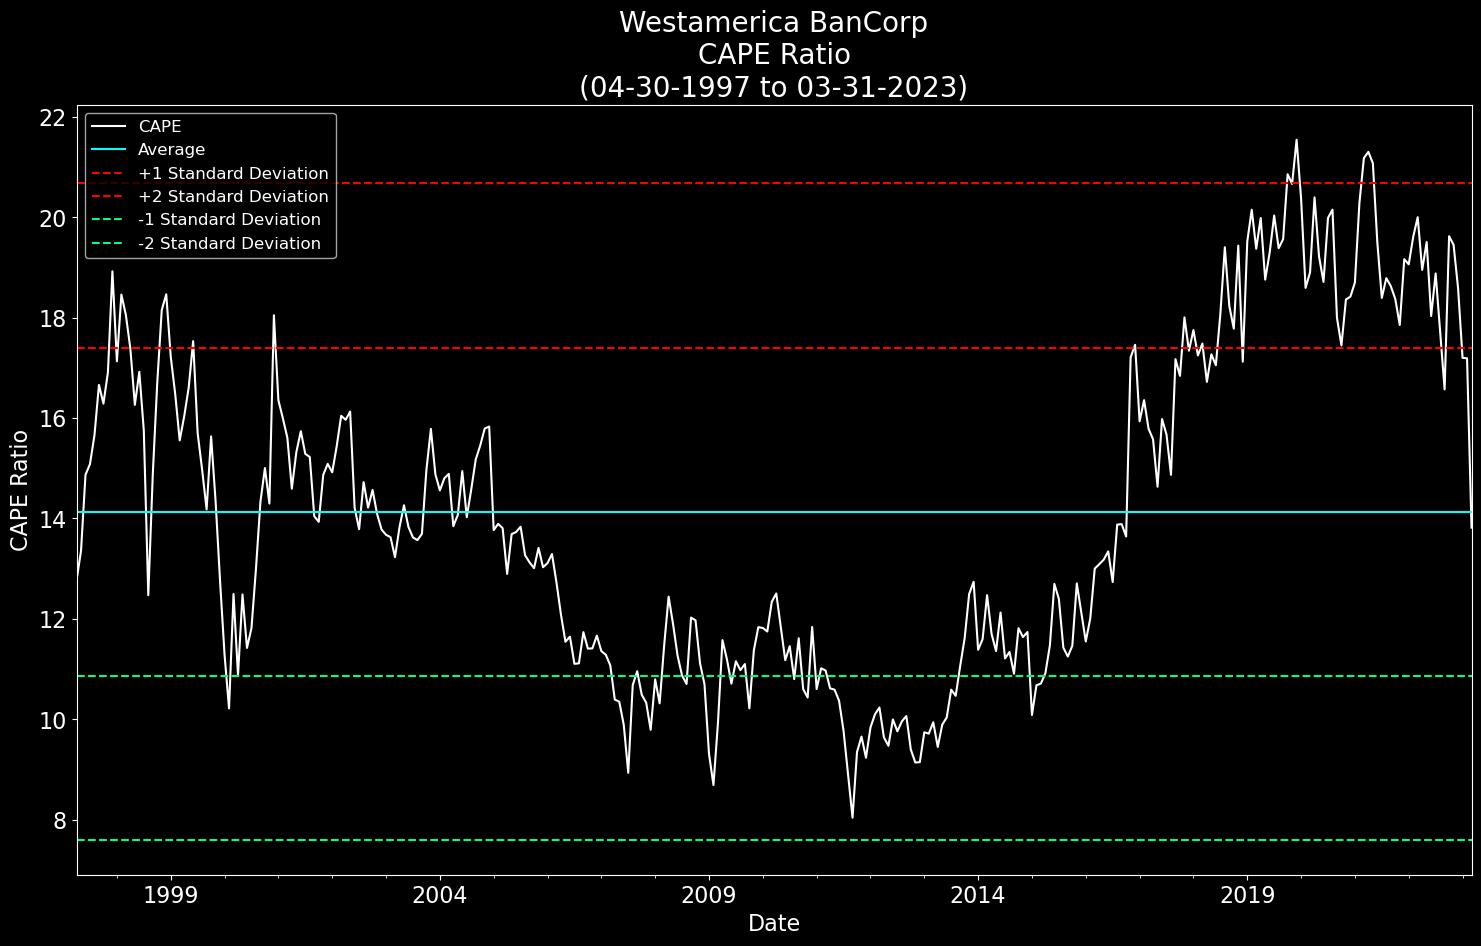 Westamerica BanCorp
CAPE Ratio
(04-30-1997 to 03-31-2023)
CAPE
Average
+1 Standard Deviation
+2 Standard Deviation
-1 Standard Deviation
-2 Standard Deviation
22
20
18
16
14
12
10
8
CAPE Ratio
1999 2004 2009 2014 2019
Date